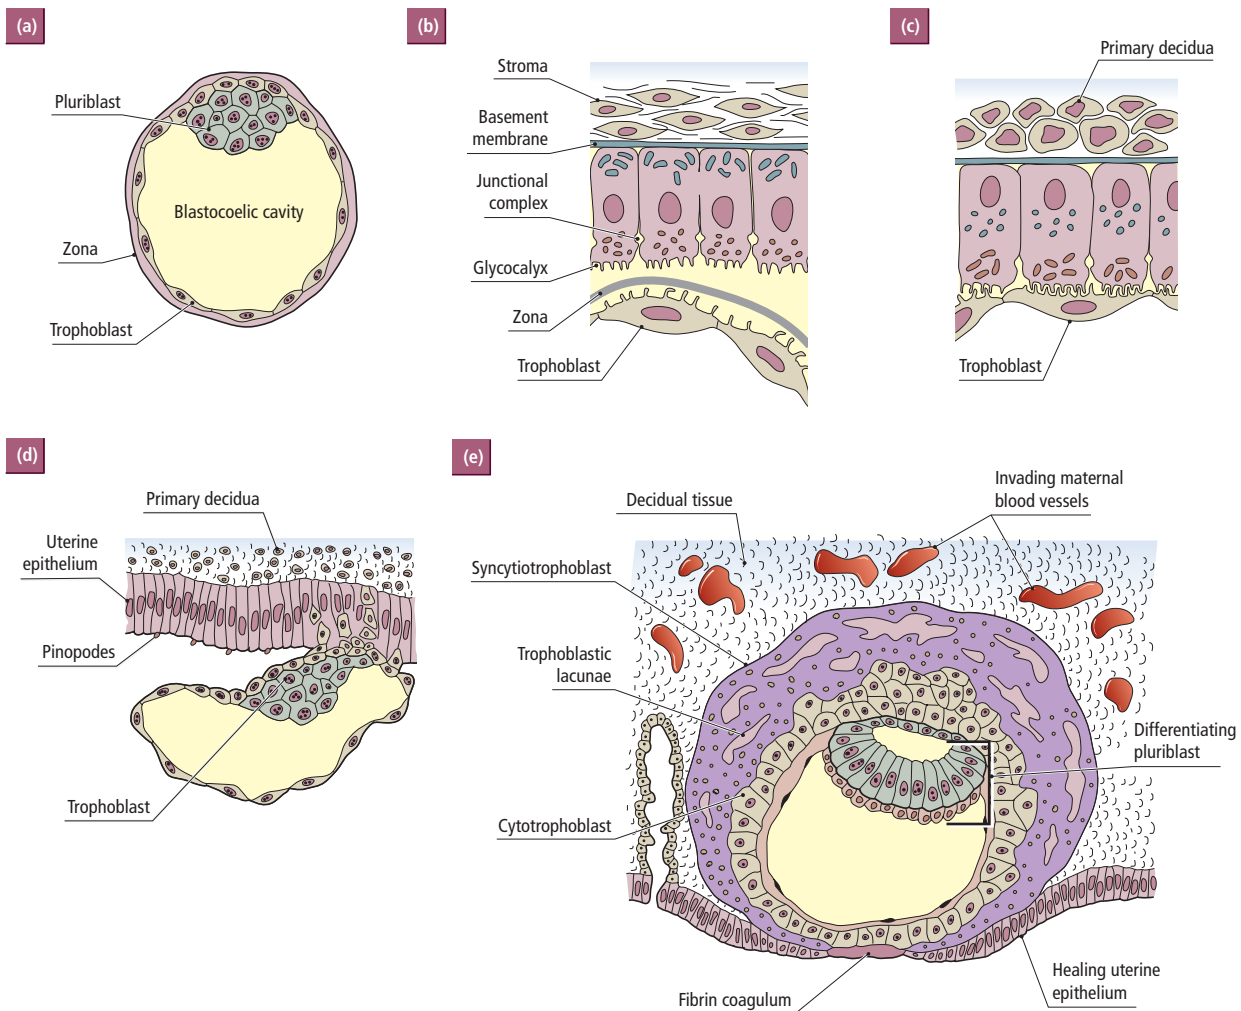 (a)
Pluriblast
Blastocoelic cavity
Zona
Trophoblast
(b)
Stroma
Basement
membrane
Junctional
complex
Glycocalyx
Zona
Trophoblast
(c)
Primary decidua
Trophoblast
(d)
Primary decidua
Uterine
epithelium
Pinopodes
Trophoblast
(e)
Invading maternal
blood vessels
Decidual tissue
Syncytiotrophoblast
Trophoblastic
lacunae
Differentiating
pluriblast
Cytotrophoblast
Healing uterine
epithelium
Fibrin coagulum